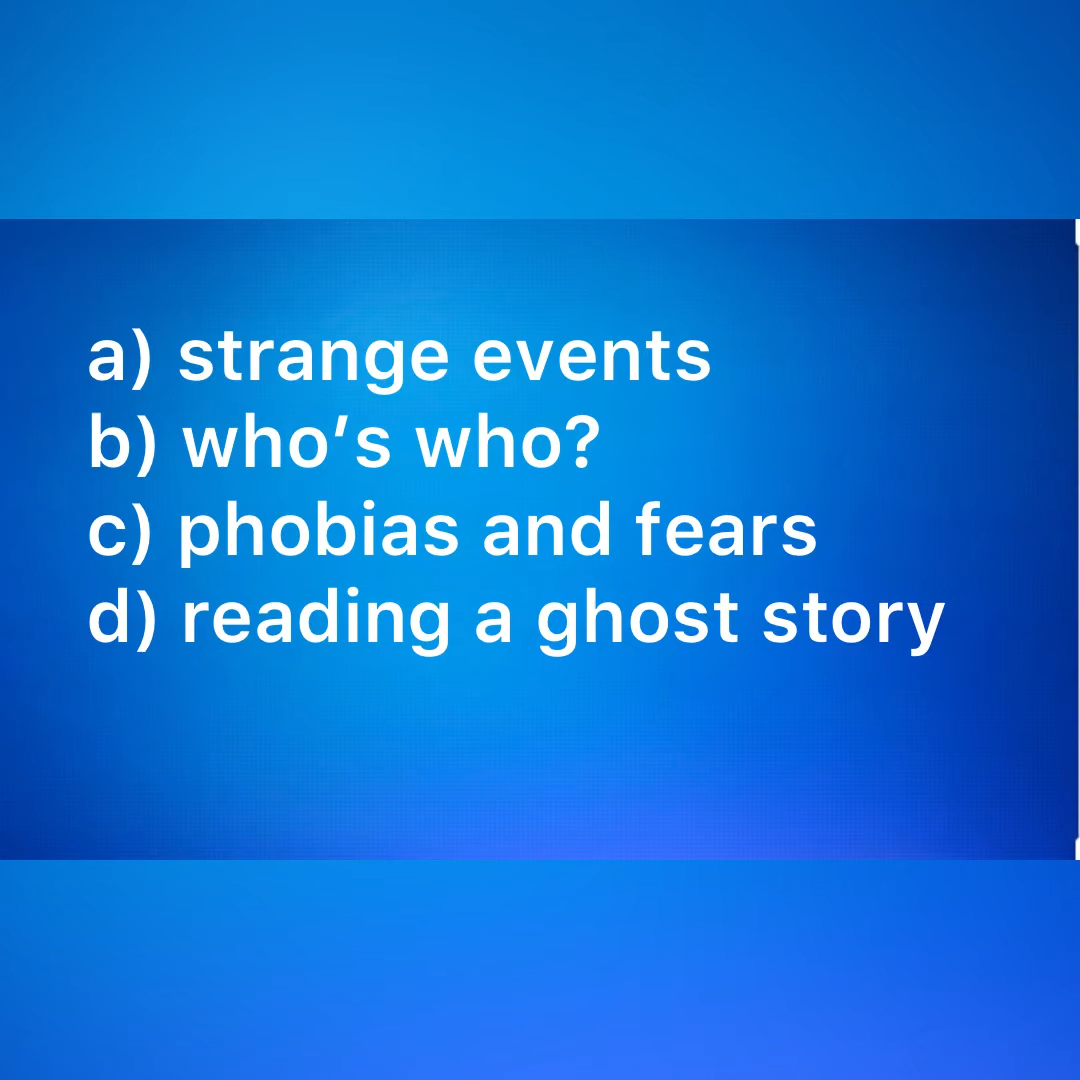 a) strange events
b) who’s who?
c) phobias and fears
d) reading a ghost story